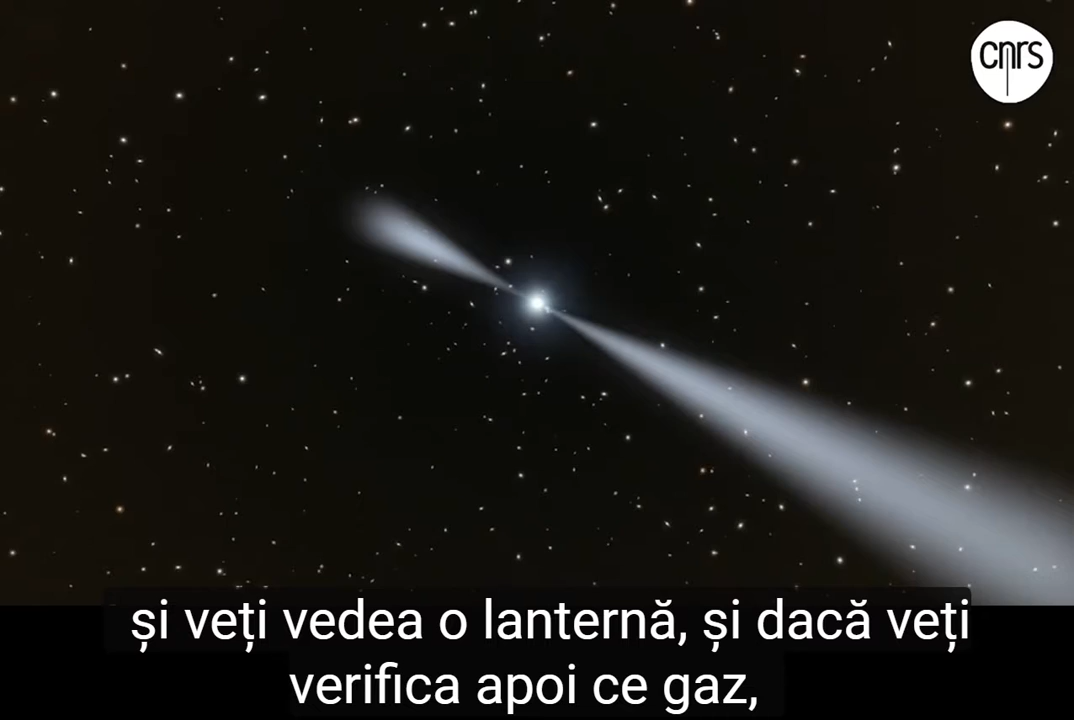 cnrs
și veți vedea o lanternă, și dacă veți
verifica apoi ce gaz,